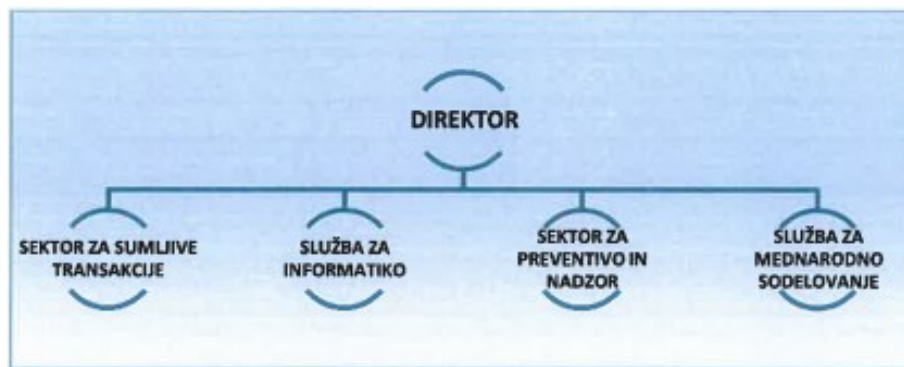 DIREKTOR
SEKTOR ZA SUMLJIVE
TRANSAKCIJE
SLUŽBA ZA
INFORMATIKO
SEKTOR ZA
PREVENTIVO IN
NADZOR
SLUŽBA ZA
MEDNARODNO
SODELOVANJE